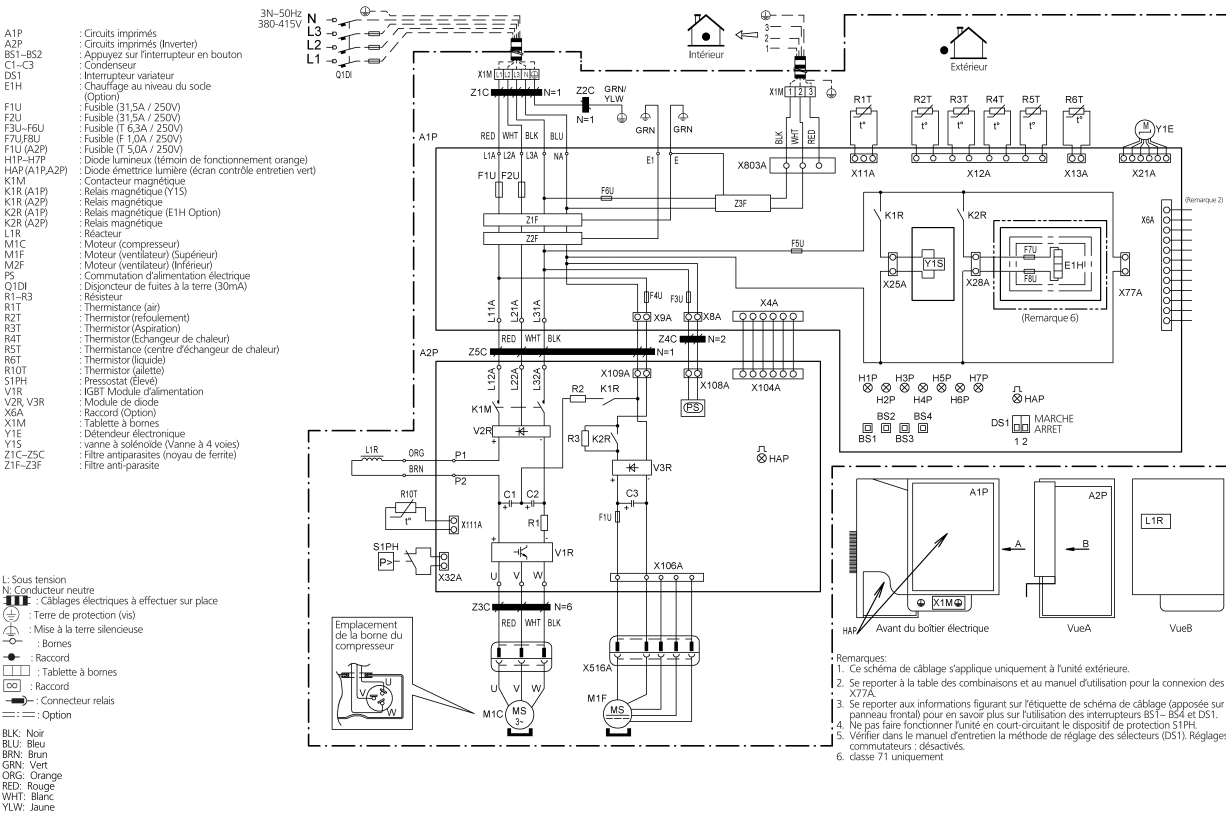 A1P : Circuits imprimés
A2P : Circuits imprimés (Inverter)
BS1~BS2 : Appuyez sur l'interrupteur en bouton
C1~C3 : Condenseur
DS1 : Interrupteur variateur
E1H : Chauffage au niveau du socle
(Option)
F1U : Fusible (31,5A / 250V)
F2U : Fusible (31,5A / 250V)
F3U~F6U : Fusible (T 6,3A / 250V)
F7U,F8U : Fusible (F 1,0A / 250V)
F1U (A2P) : Fusible (T 5,0A / 250V)
H1P~H7P : Diode lumineux (témoin de fonctionnement orange)
HAP (A1P,A2P) : Diode émettrice lumière (écran contrôle entretien vert)
K1M : Contacteur magnétique
K1R (A1P) : Relais magnétique (Y1S)
K1R (A2P) : Relais magnétique
K2R (A1P) : Relais magnétique (E1H Option)
K2R (A2P) : Relais magnétique
L1R : Réacteur
M1C : Moteur (compresseur)
M1F : Moteur (ventilateur) (Supérieur)
M2F : Moteur (ventilateur) (Inférieur)
PS : Commutation d'alimentation électrique
Q1DI : Disjoncteur de fuites à la terre (30mA)
R1~R3 : Résisteur
R1T : Thermistance (air)
R2T : Thermistor (refoulement)
R3T : Thermistor (Aspiration)
R4T : Thermistor (Echangeur de chaleur)
R5T : Thermistance (centre d'échangeur de chaleur)
R6T : Thermistor (liquide)
R10T : Thermistor (ailette)
S1PH : Pressostat (Élevé)
V1R : IGBT Module d'alimentation
V2R, V3R : Module de diode
X6A : Raccord (Option)
X1M : Tablette à bornes
Y1E : Détendeur électronique
Y1S : vanne à solénoïde (Vanne à 4 voies)
Z1C~Z5C : Filtre antiparasites (noyau de ferrite)
Z1F~Z3F : Filtre anti-parasite
L: Sous tension
N: Conducteur neutre
: Câblages électriques à effectuer sur place
: Terre de protection (vis)
: Mise à la terre silencieuse
: Bornes
: Raccord
: Tablette à bornes
: Raccord
: Connecteur relais
: Option
BLK: Noir
BLU: Bleu
BRN: Brun
GRN: Vert
ORG: Orange
RED: Rouge
WHT: Blanc
YLW: Jaune
3N~50Hz
380-415V
N
L3
L2
L1
Q1DI
X1M L1 L2 L3 N
Z1C N=1
Z2C
N=1
GRN/
YLW
GRN GRN
RED WHT BLK BLU
A1P
L1A L2A L3A NA E1 E
F1U F2U
F6U
Z1F
Z2F
Z3F
F5U
Intérieur
3
2
1
X1M 1 2 3
BLK WHT RED
X803A
Extérieur
R1T R2T R3T R4T R5T R6T
t° t° t° t° t° t°
M Y1E
X11A X12A X13A X21A
K1R K2R
X6A
(Remarque 2)
Y1S
X25A
F7U
F8U
E1H
X28A
X77A
(Remarque 6)
L11A L21A L31A
F4U F3U
X9A X8A
X4A
RED WHT BLK
Z4C N=2
A2P Z5C N=1
L12A L22A L32A
X109A X108A X104A
R2 K1R
PS
K1M
V2R
R3 K2R
V3R
HAP
L1R ORG P1
BRN P2
R10T
t°
X111A
S1PH
P>
X32A
C1 C2
+ +
R1
C3
+
F1U
+ -
V1R
U V W
X106A
Z3C N=6
RED WHT BLK
Emplacement
de la borne du
compresseur
U
V
W
U V W
M1C
MS
3~
X516A
M1F
MS
H1P H3P H5P H7P
H2P H4P H6P
BS2 BS4
BS1 BS3
HAP
DS1 MARCHE
ARRET
1 2
A1P
A
A2P
B
L1R
X1M
HAP
Avant du boîtier électrique
VueA
VueB
Remarques:
1. Ce schéma de câblage s'applique uniquement à l'unité extérieure.
2. Se reporter à la table des combinaisons et au manuel d'utilisation pour la connexion des
X77A.
3. Se reporter aux informations figurant sur l'étiquette de schéma de câblage (apposée sur
panneau frontal) pour en savoir plus sur l'utilisation des interrupteurs BS1~ BS4 et DS1.
4. Ne pas faire fonctionner l'unité en court-circuitant le dispositif de protection S1PH.
5. Vérifier dans le manuel d'entretien la méthode de réglage des sélecteurs (DS1). Réglages
commutateurs : désactivés.
6. classe 71 uniquement